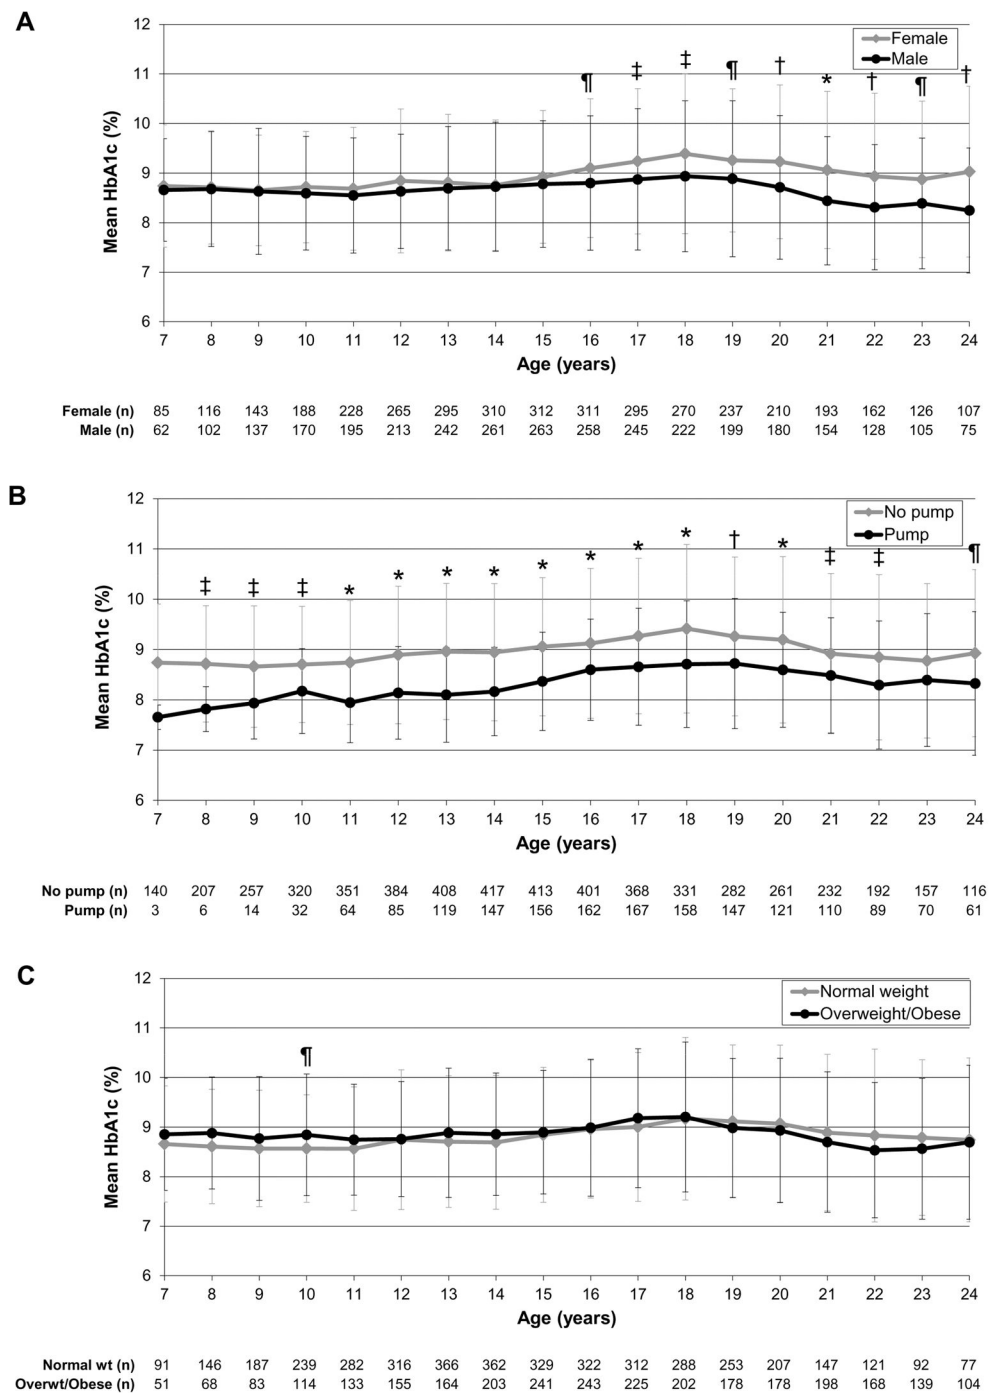 A
12
Female
Male
11
¶ ‡ ‡ ¶ † * † ¶ †
10
9
8
7
6
Mean HbA1c (%)
7 8 9 10 11 12 13 14 15 16 17 18 19 20 21 22 23 24
Age (years)
Female (n) 85 116 143 188 228 265 295 310 312 311 295 270 237 210 193 162 126 107
Male (n) 62 102 137 170 195 213 242 261 263 258 245 222 199 180 154 128 105 75
B
12
No pump
Pump
11
‡ ‡ ‡ * * * * * * * * † * ‡ ‡ ¶
10
9
8
7
6
Mean HbA1c (%)
7 8 9 10 11 12 13 14 15 16 17 18 19 20 21 22 23 24
Age (years)
No pump (n) 140 207 257 320 351 384 408 417 413 401 368 331 282 261 232 192 157 116
Pump (n) 3 6 14 32 64 85 119 147 156 162 167 158 147 121 110 89 70 61
C
12
Normal weight
Overweight/Obese
11
¶
10
9
8
7
6
Mean HbA1c (%)
7 8 9 10 11 12 13 14 15 16 17 18 19 20 21 22 23 24
Age (years)
Normal wt (n) 91 146 187 239 282 316 366 362 329 322 312 288 253 207 147 121 92 77
Overwt/Obese (n) 51 68 83 114 133 155 164 203 241 243 225 202 178 178 198 168 139 104